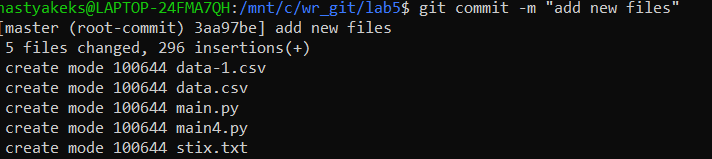 nastyakeks@LAPTOP-24FMA7QH:/mnt/c/wr_git/lab5$ git commit -m "add new files"
[master (root-commit) 3aa97be] add new files
 5 files changed, 296 insertions(+)
 create mode 100644 data-1.csv
 create mode 100644 data.csv
 create mode 100644 main.py
 create mode 100644 main4.py
 create mode 100644 stix.txt